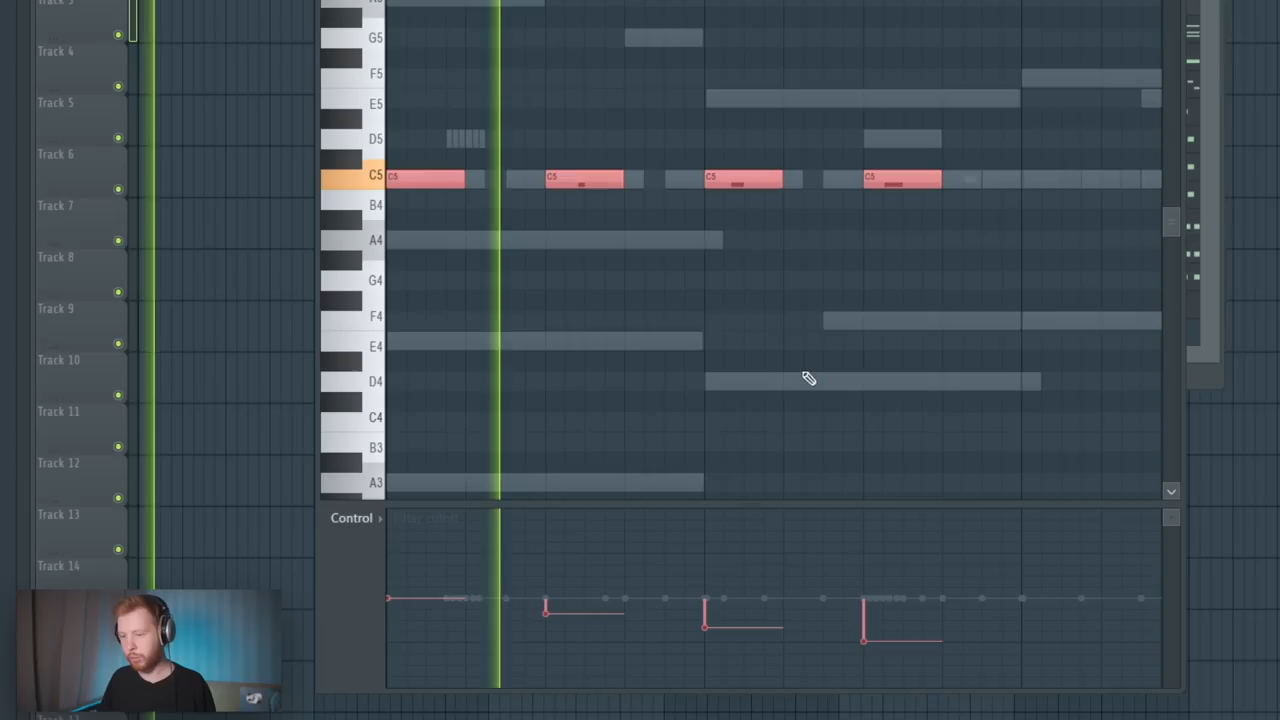 Track 3
Track 4
Track 5
Track 6
Track 7
Track 8
Track 9
Track 10
Track 11
Track 12
Track 13
Track 14
G5
F5
E5
D5
C5
B4
A4
G4
F4
E4
D4
C4
B3
A3
C5 C5 C5 C5
Control